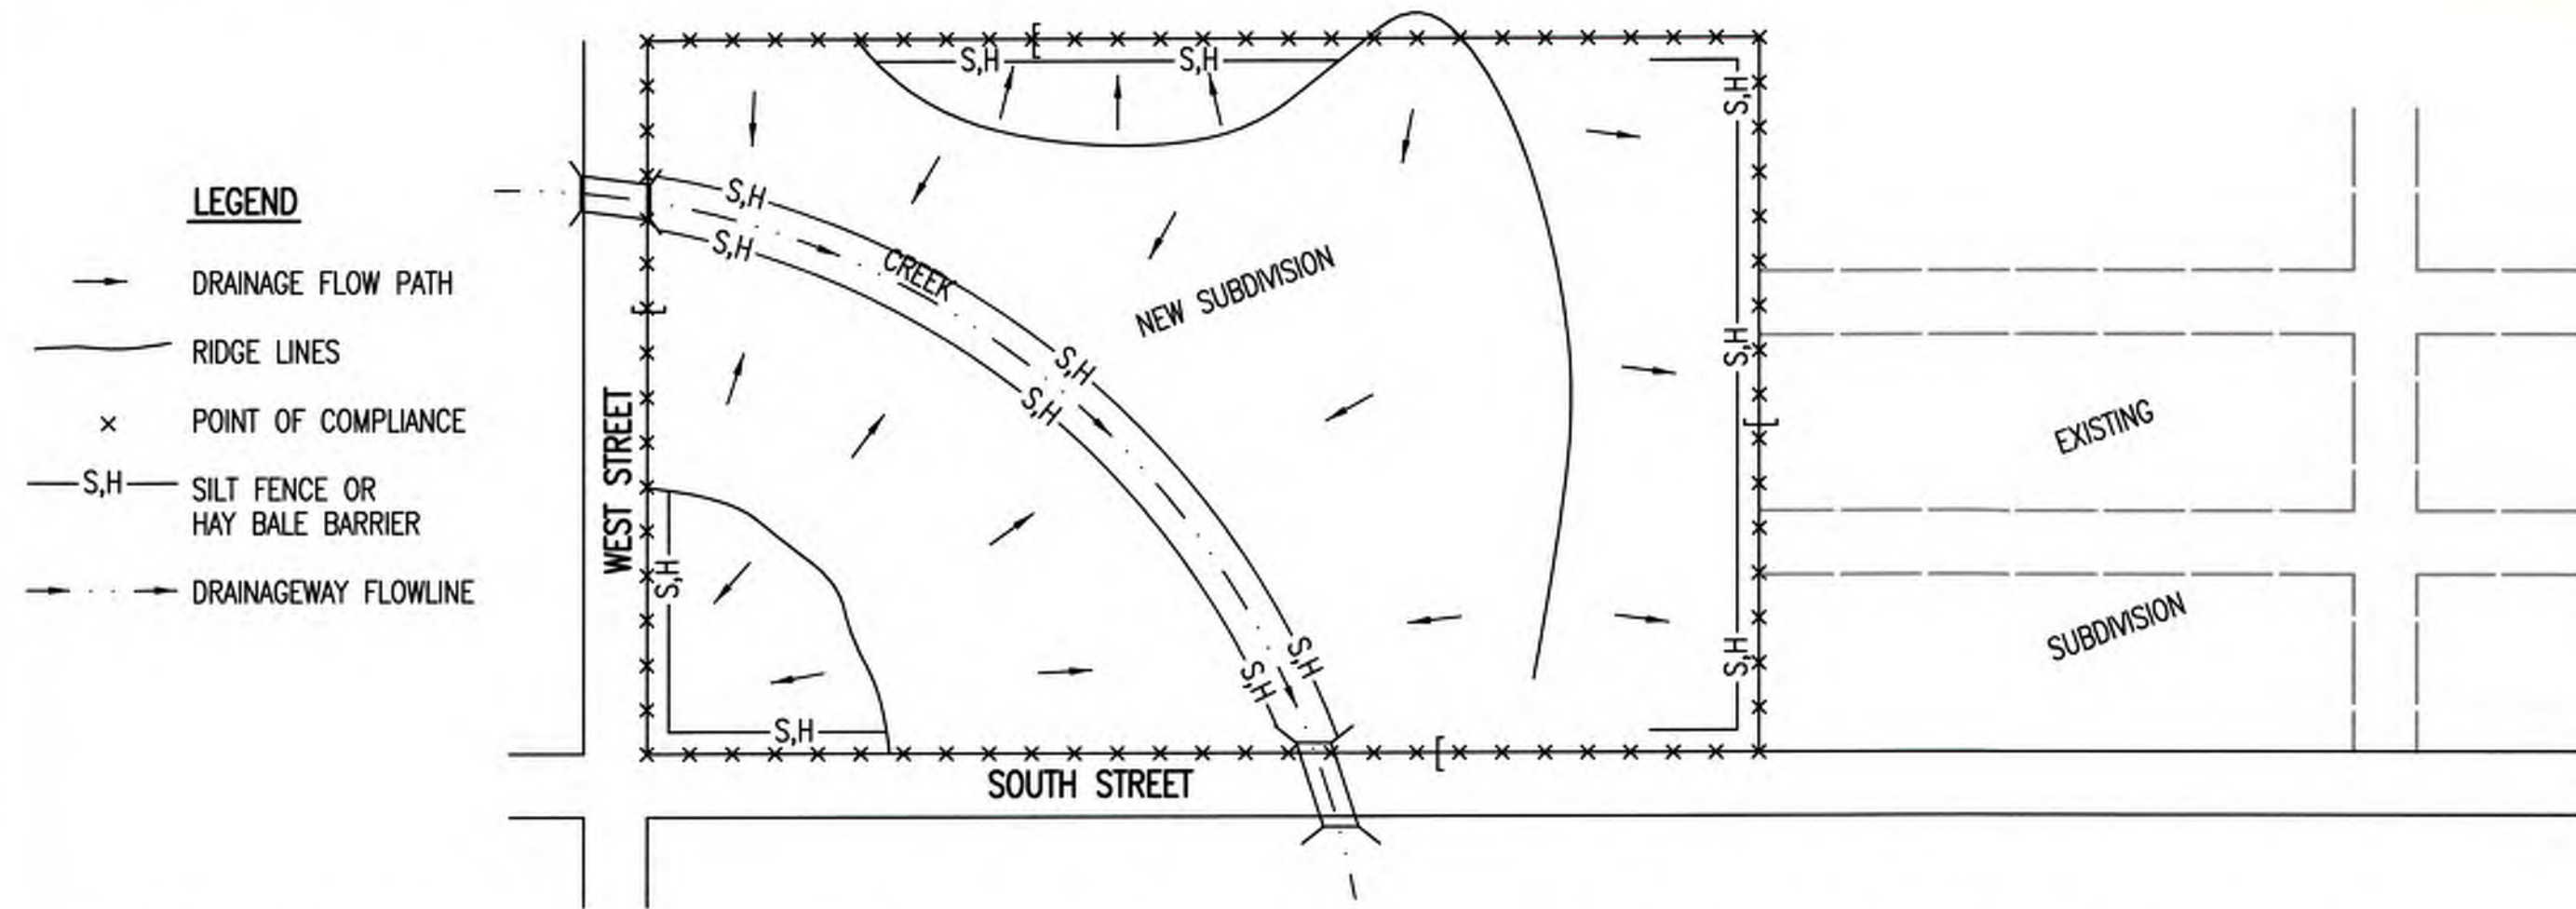 LEGEND
DRAINAGE FLOW PATH
RIDGE LINES
× POINT OF COMPLIANCE
S,H SILT FENCE OR
HAY BALE BARRIER
DRAINAGEWAY FLOWLINE
S,H
S,H
S,H
S,H
S,H
CREEK
NEW SUBDIVISION
S,H
S,H
S,H
WEST STREET
EXISTING
S,H
SUBDIVISION
S,H
S,H
S,H
S,H
SOUTH STREET